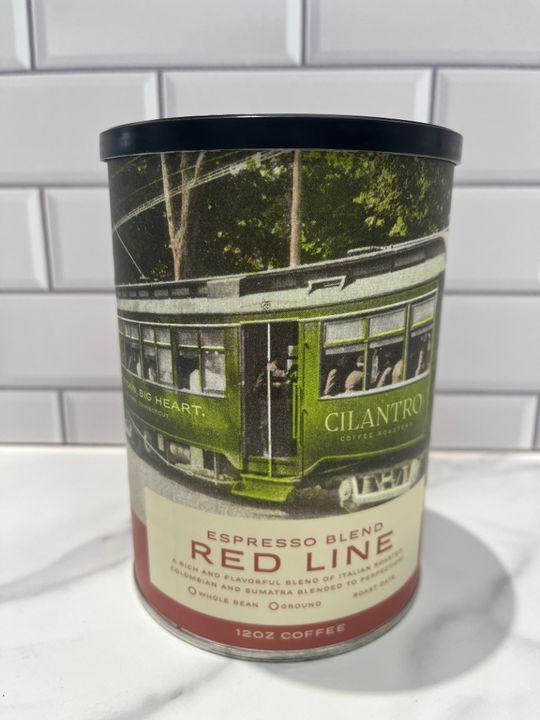 BIG HEART.
CILANTRO
COFFEE ROASTERS
ESPRESSO BLEND
RED LINE
A RICH AND FLAVORFUL BLEND OF ITALIAN ROASTED
COLOMBIAN AND SUMATRA BLENDED TO PERFECTION!
WHOLE BEAN GROUND ROAST DATE
12OZ COFFEE